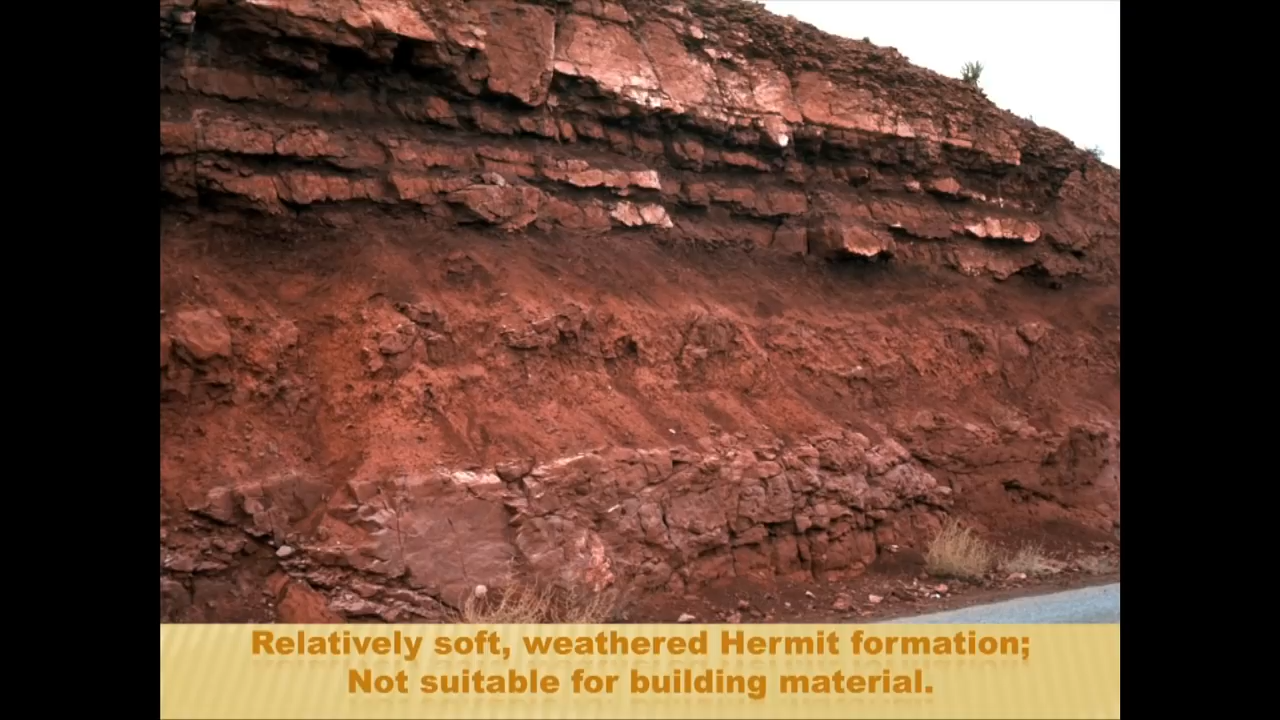 Relatively soft, weathered Hermit formation;
Not suitable for building material.